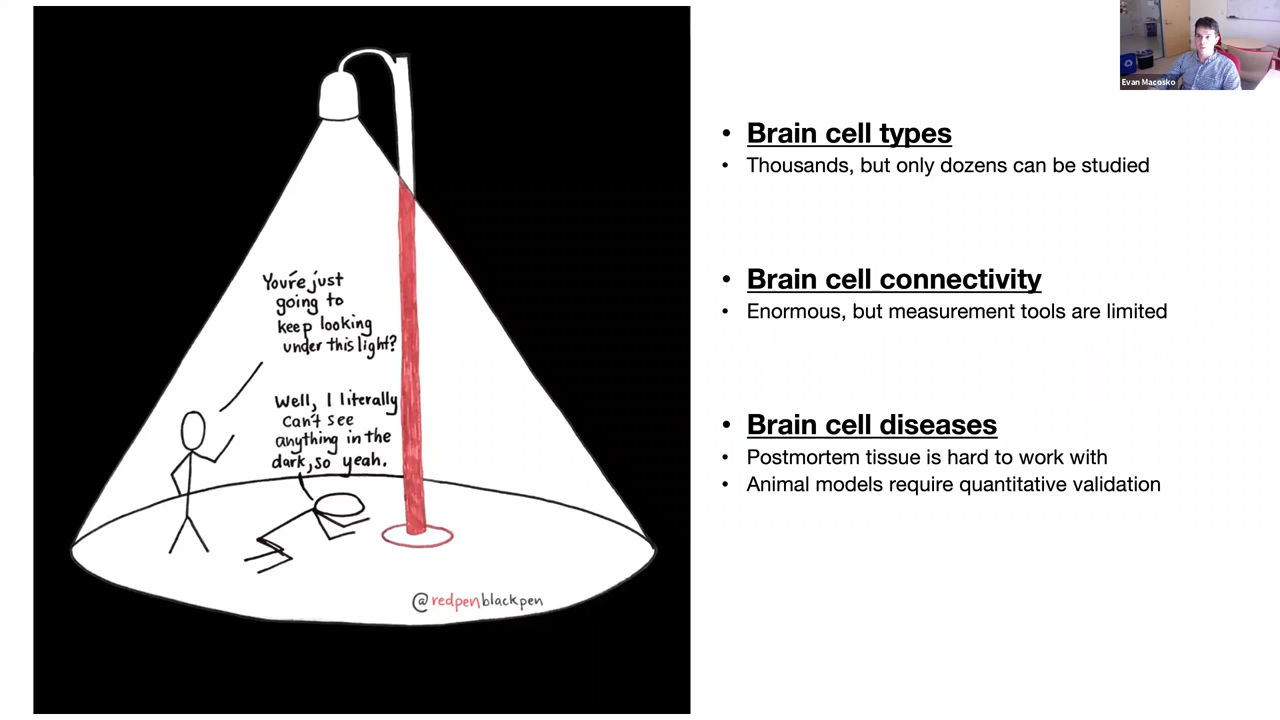 You're just
going to
keep looking
under this light?
Well, I literally
can't see
anything in the
dark, so yeah.
@redpenblackpen
• Brain cell types
• Thousands, but only dozens can be studied
• Brain cell connectivity
• Enormous, but measurement tools are limited
• Brain cell diseases
• Postmortem tissue is hard to work with
• Animal models require quantitative validation
Evan Macosko